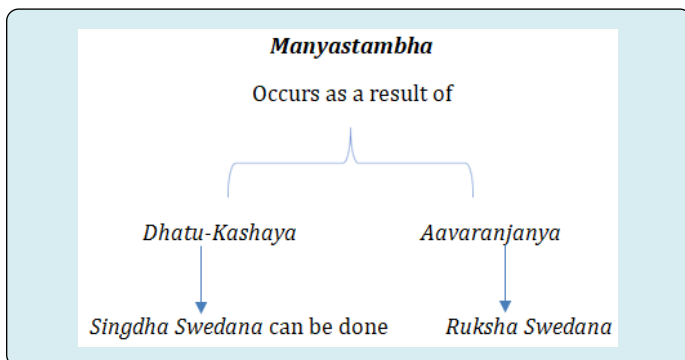 Manyastambha
Occurs as a result of
Dhatu-Kashaya Aavaranjanya
Singdha Swedana can be done Ruksha Swedana